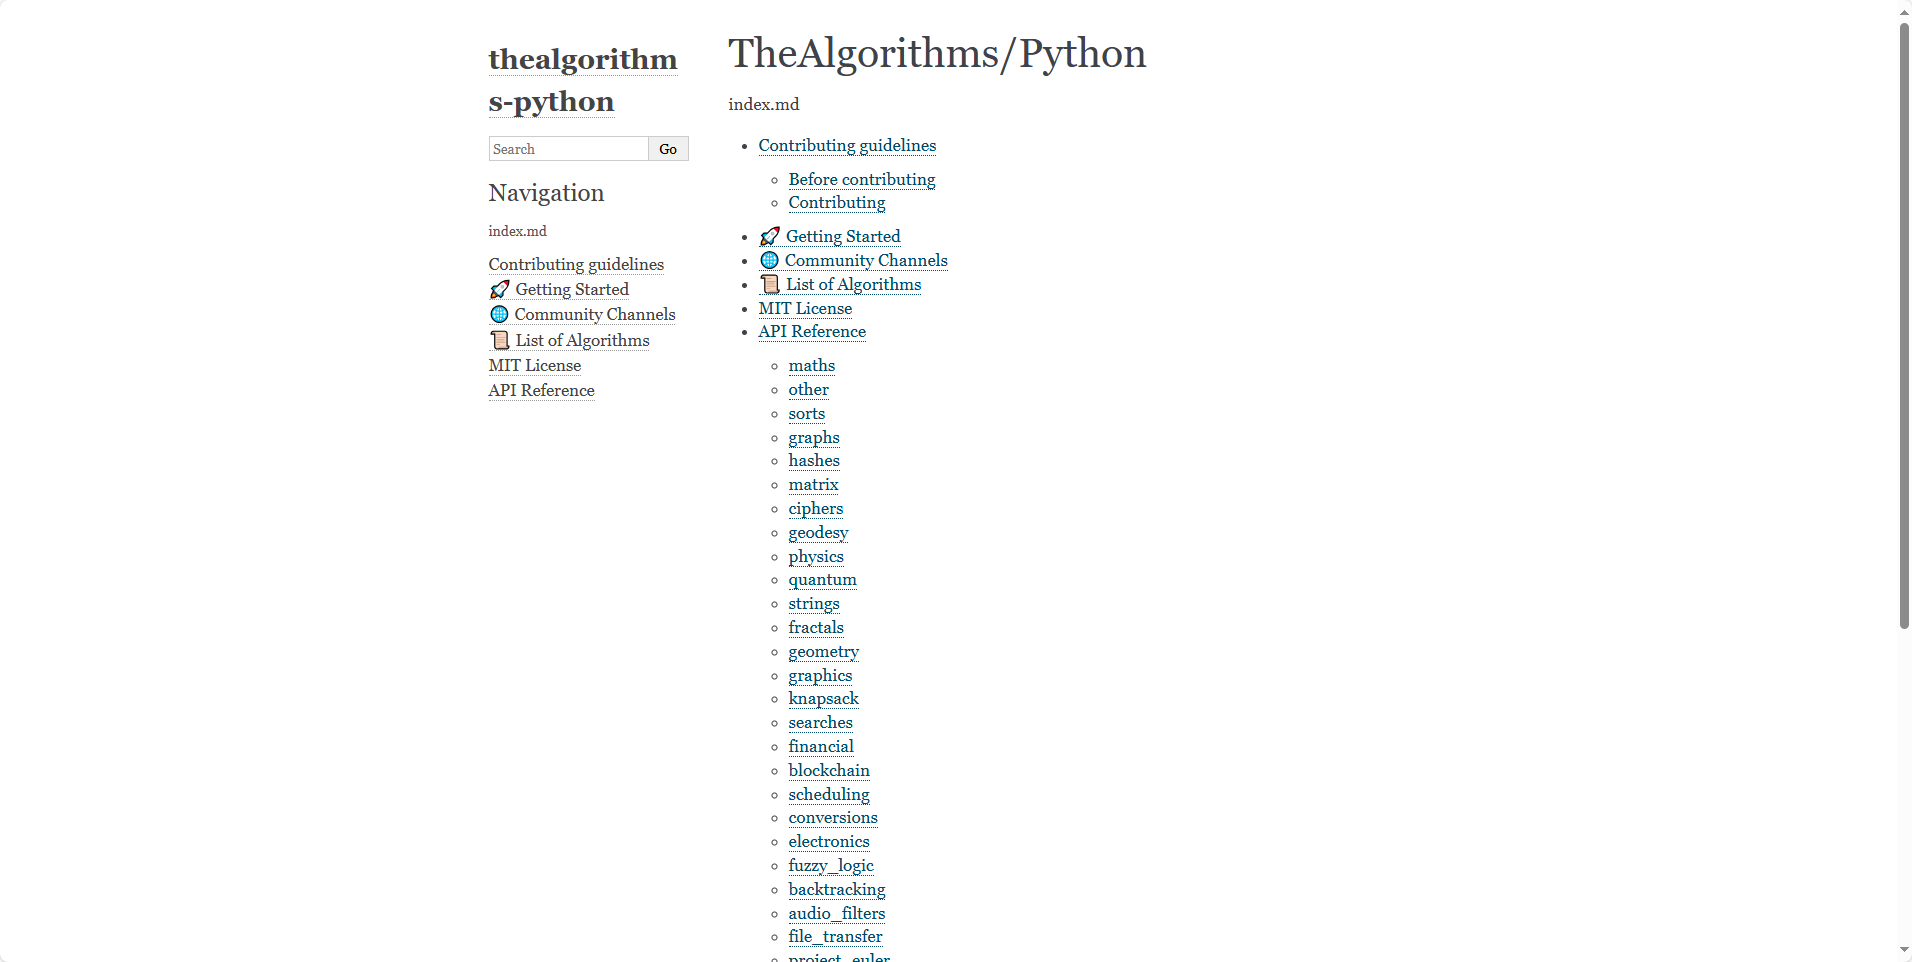 thealgorithm
s-python
Search
Go
Navigation
index.md
Contributing guidelines
🚀 Getting Started
🌐 Community Channels
📜 List of Algorithms
MIT License
API Reference
TheAlgorithms/Python
index.md
Contributing guidelines
Before contributing
Contributing
🚀 Getting Started
🌐 Community Channels
📜 List of Algorithms
MIT License
API Reference
maths
other
sorts
graphs
hashes
matrix
ciphers
geodesy
physics
quantum
strings
fractals
geometry
graphics
knapsack
searches
financial
blockchain
scheduling
conversions
electronics
fuzzy_logic
backtracking
audio_filters
file_transfer
project_euler